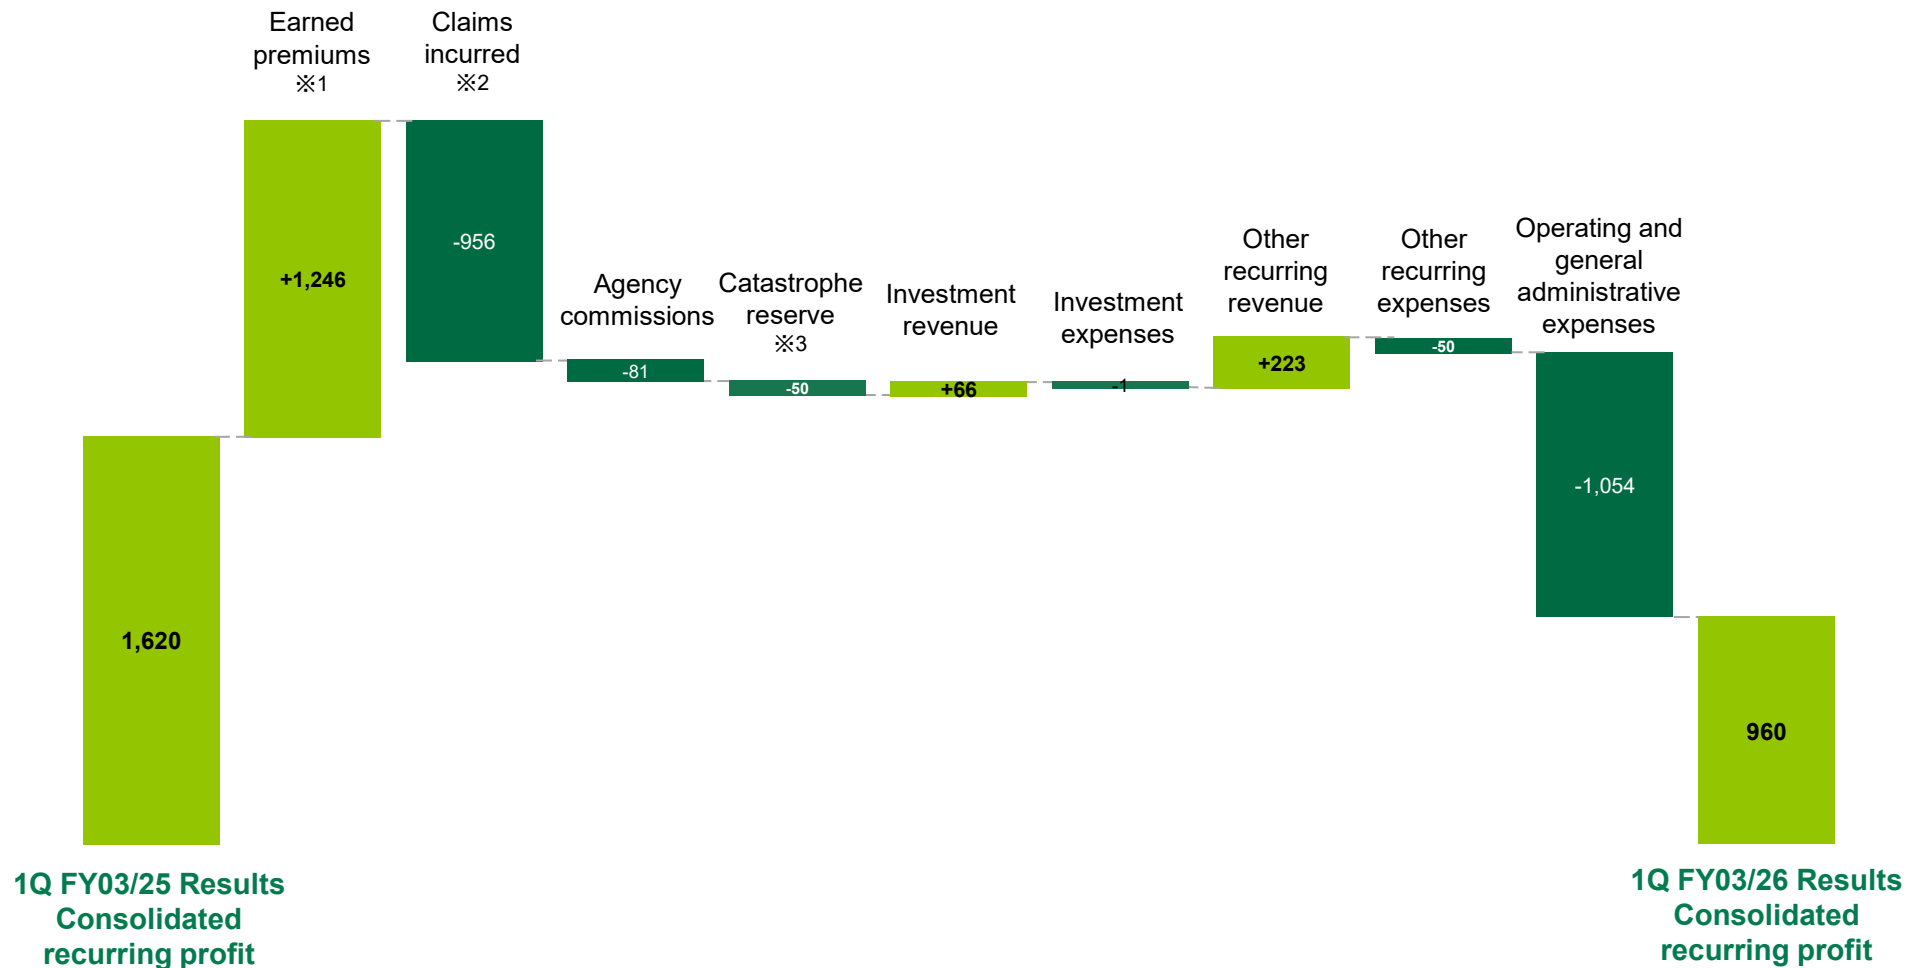 Earned
premiums
※1
Claims
incurred
※2
+1,246
-956
Agency
commissions
-81
Catastrophe
reserve
※3
-50
Investment
revenue
+66
Investment
expenses
-1
Other
recurring
revenue
+223
Other
recurring
expenses
-50
Operating and
general
administrative
expenses
-1,054
1,620
960
1Q FY03/25 Results
Consolidated
recurring profit
1Q FY03/26 Results
Consolidated
recurring profit